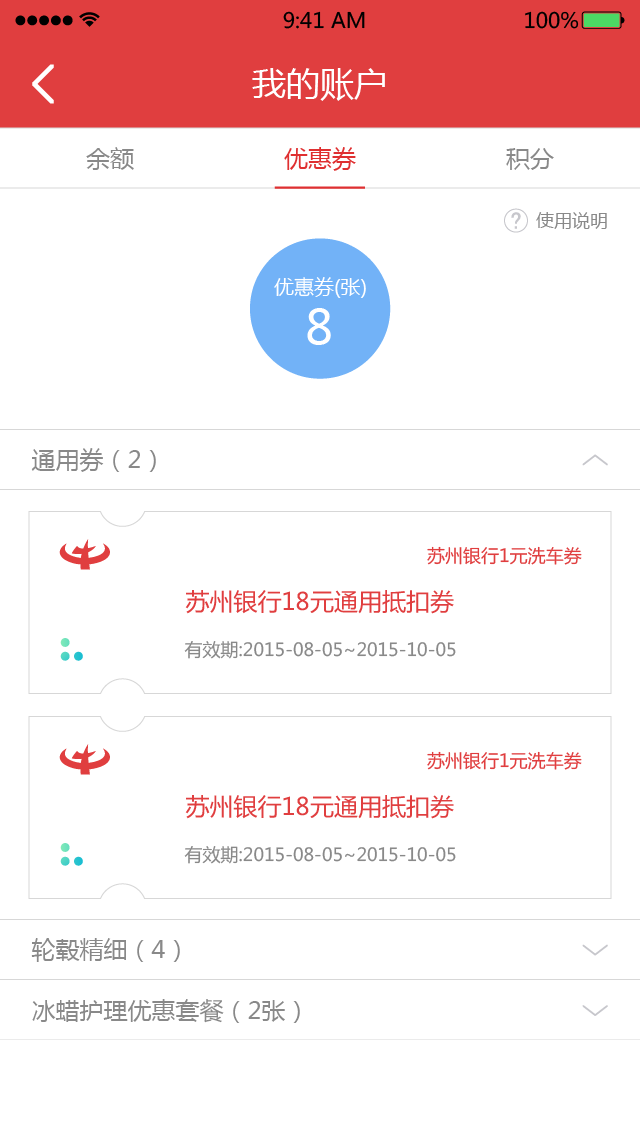 9:41 AM 100%
我的账户
余额 优惠券 积分
? 使用说明
优惠券(张)
8
通用券（2）
苏州银行1元洗车券
苏州银行18元通用抵扣券
有效期:2015-08-05~2015-10-05
苏州银行1元洗车券
苏州银行18元通用抵扣券
有效期:2015-08-05~2015-10-05
轮毂精细（4）
冰蜡护理优惠套餐（2张）